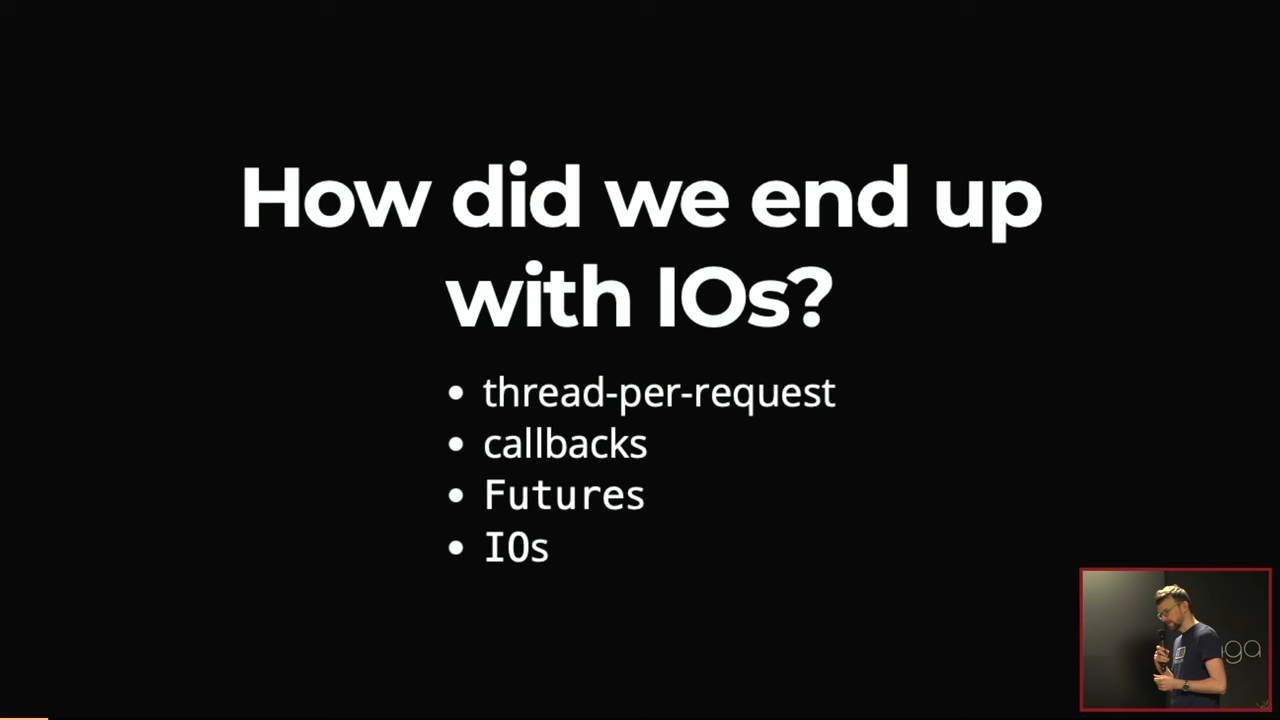 How did we end up
with IOs?
thread-per-request
callbacks
Futures
IOs